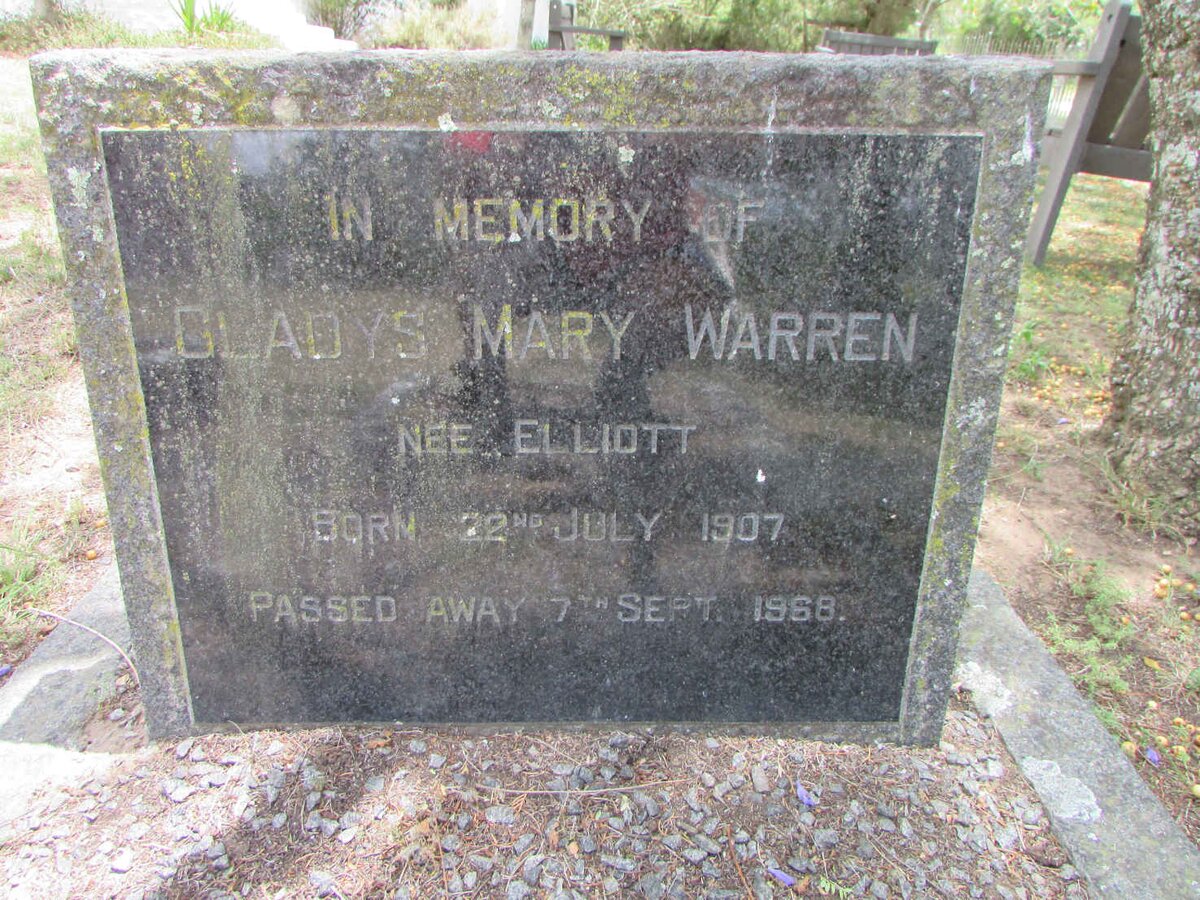 IN MEMORY OF
GLADYS MARY WARREN
NEE ELLIOTT
BORN 22ND JULY 1907
PASSED AWAY 7TH SEPT. 1968.